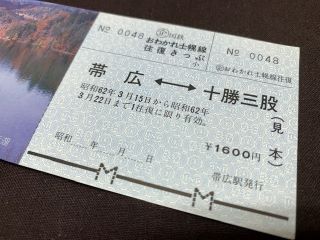 № 0048
企国鉄
おわかれ士幌線
往復きっぷ
小
№ 0048
企おわかれ士幌線往復
帯広 ←→ 十勝三股
昭和62年3月15日から昭和62年
3月22日まで1往復に限り有効。
(見本)
¥1600円
昭和 年 月 日
帯広駅発行
M
M